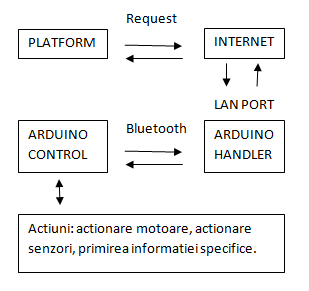 Request
PLATFORM
INTERNET
LAN PORT
ARDUINO
CONTROL
Bluetooth
ARDUINO
HANDLER
Actiuni: actionare motoare, actionare
senzori, primirea informatiei specifice.